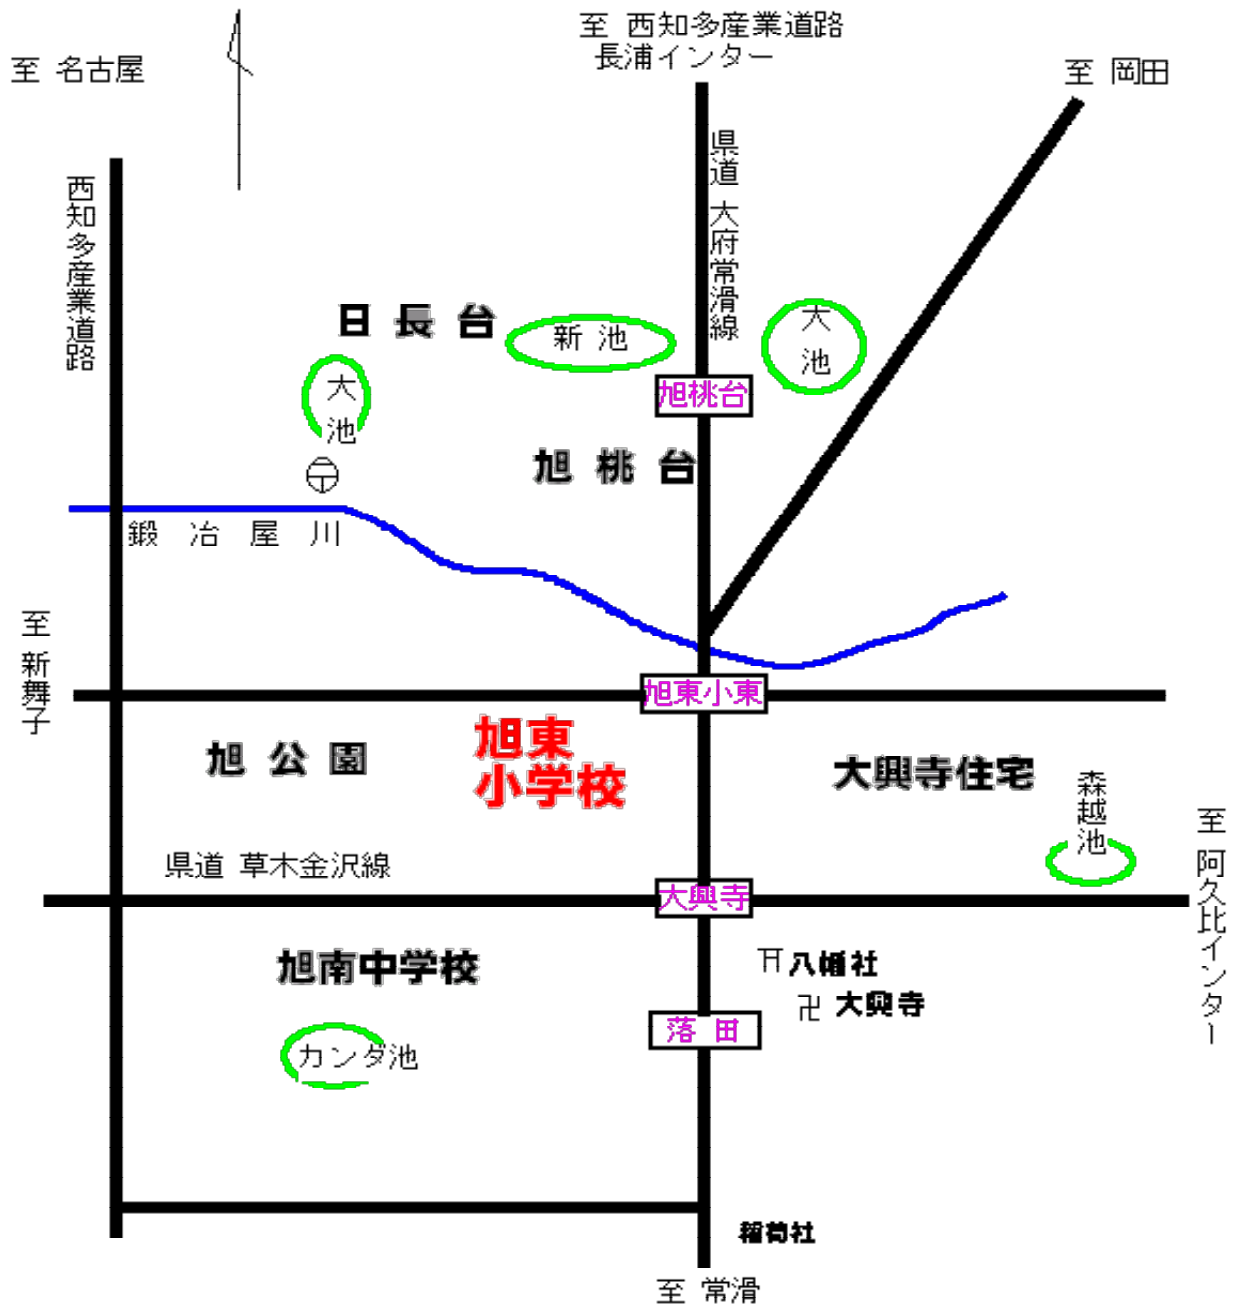 至 西知多産業道路
長浦インター
至 名古屋
至 岡田
県道 大府常滑線
西知多産業道路
日長台
新池
大池
大池
旭桃台
旭桃台
鍛冶屋川
至 新舞子
旭東小東
旭東
小学校
旭公園
大興寺住宅
森越池
至 阿久比インター
県道 草木金沢線
大興寺
旭南中学校
八幡社
大興寺
落田
カンダ池
稲荷社
至 常滑